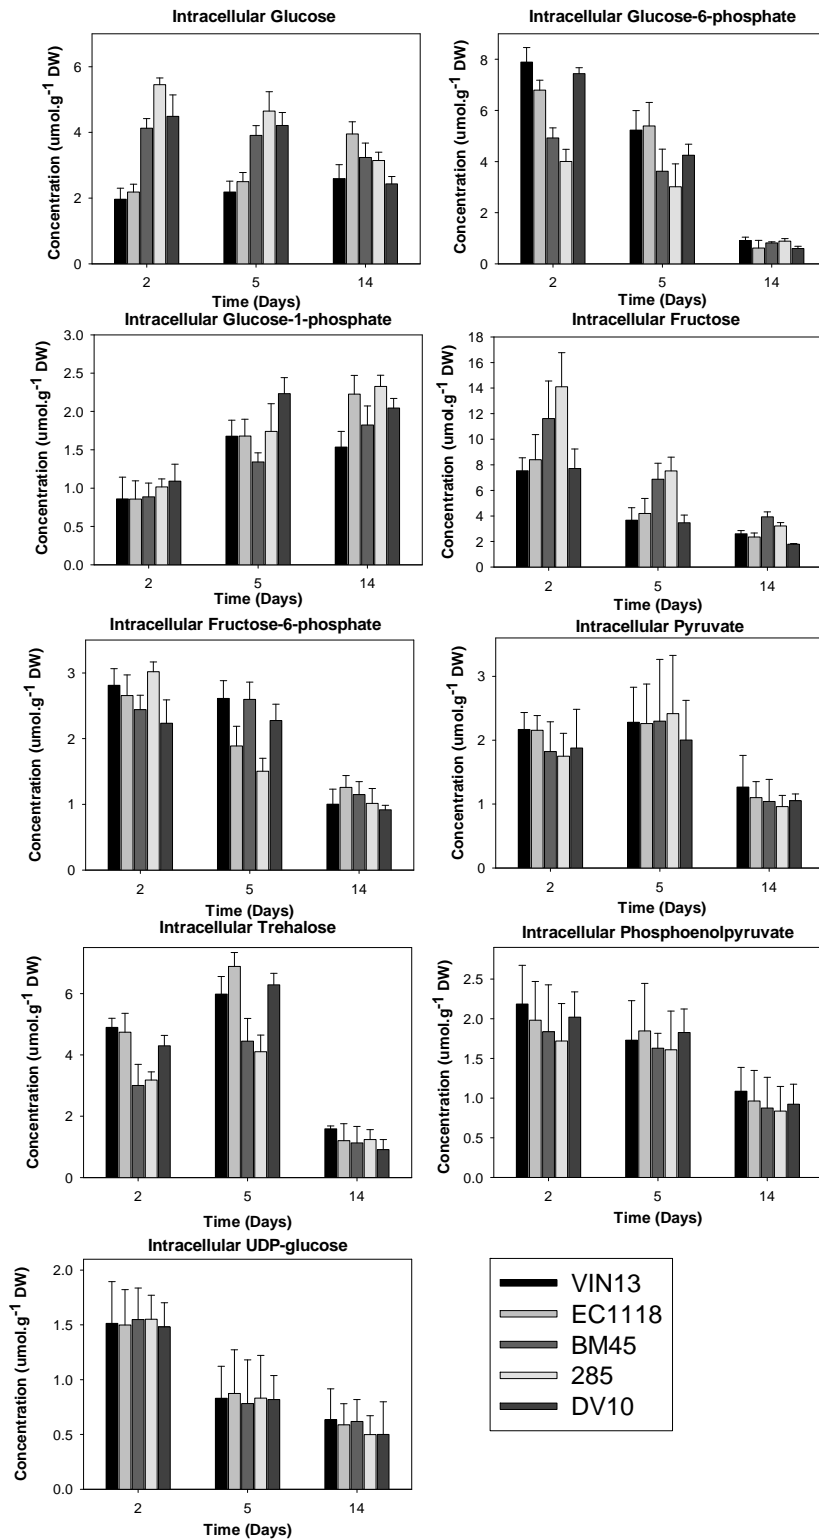 Intracellular Glucose
Concentration (umol.g-1 DW)
6
4
2
0
2 5 14
Time (Days)
Intracellular Glucose-6-phosphate
Concentration (umol.g-1 DW)
8
6
4
2
0
2 5 14
Time (Days)
Intracellular Glucose-1-phosphate
Concentration (umol.g-1 DW)
3.0
2.5
2.0
1.5
1.0
0.5
0.0
2 5 14
Time (Days)
Intracellular Fructose
Concentration (umol.g-1 DW)
18
16
14
12
10
8
6
4
2
0
2 5 14
Time (Days)
Intracellular Fructose-6-phosphate
Concentration (umol.g-1 DW)
3
2
1
0
2 5 14
Time (Days)
Intracellular Pyruvate
Concentration (umol.g-1 DW)
3
2
1
0
2 5 14
Time (Days)
Intracellular Trehalose
Concentration (umol.g-1 DW)
6
4
2
0
2 5 14
Time (Days)
Intracellular Phosphoenolpyruvate
Concentration (umol.g-1 DW)
2.5
2.0
1.5
1.0
0.5
0.0
2 5 14
Time (Days)
Intracellular UDP-glucose
Concentration (umol.g-1 DW)
2.0
1.5
1.0
0.5
0.0
2 5 14
Time (Days)
VIN13
EC1118
BM45
285
DV10